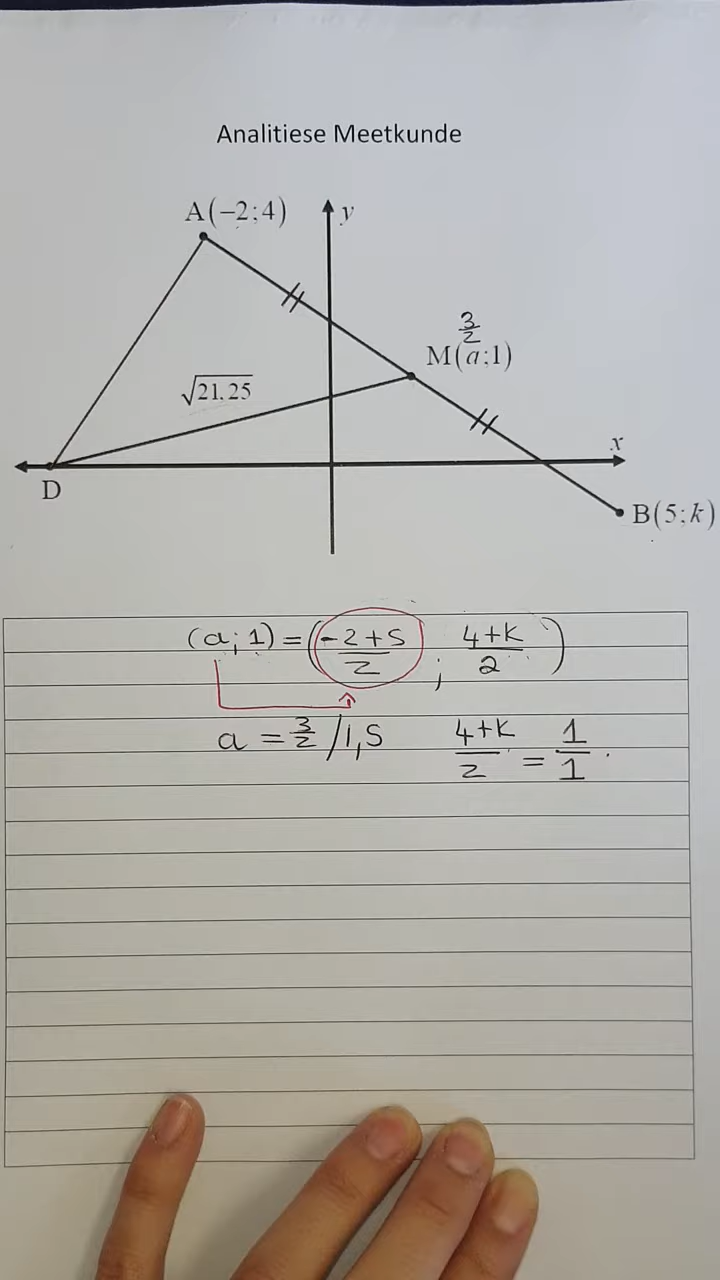 Analitiese Meetkunde
A(−2;4)
y
3/2
M(a;1)
√21,25
x
D
B(5;k)
(a;1) = (-2+5/2 ; 4+k/2)
a = 3/2 /1,5 4+k/2 = 1/1.